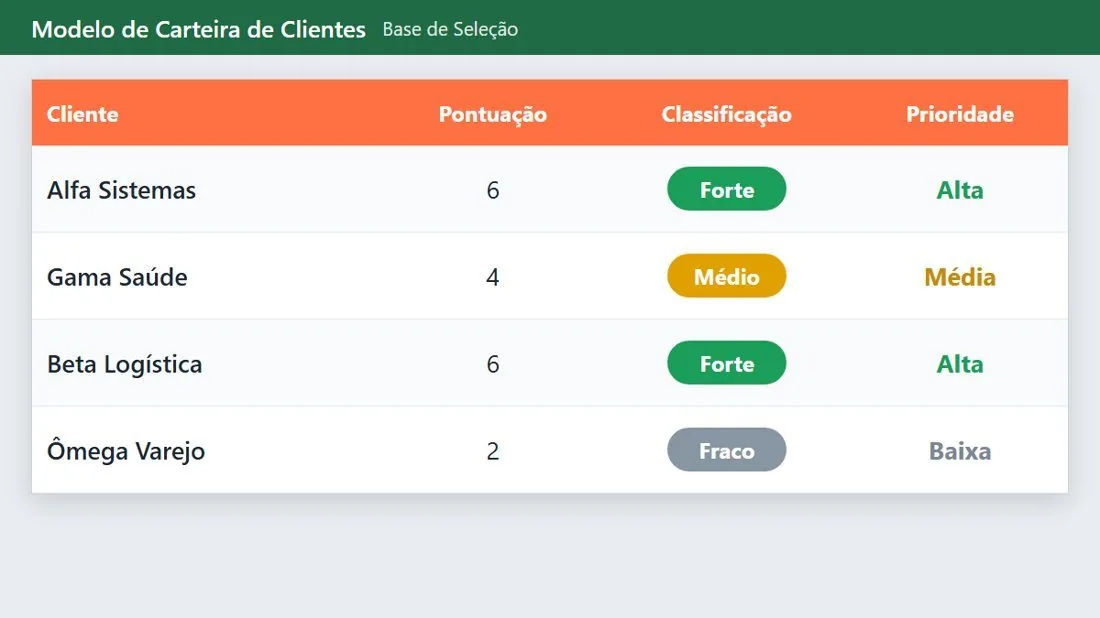 Modelo de Carteira de Clientes Base de Seleção
Cliente Pontuação Classificação Prioridade
Alfa Sistemas 6 Forte Alta
Gama Saúde 4 Médio Média
Beta Logística 6 Forte Alta
Ômega Varejo 2 Fraco Baixa